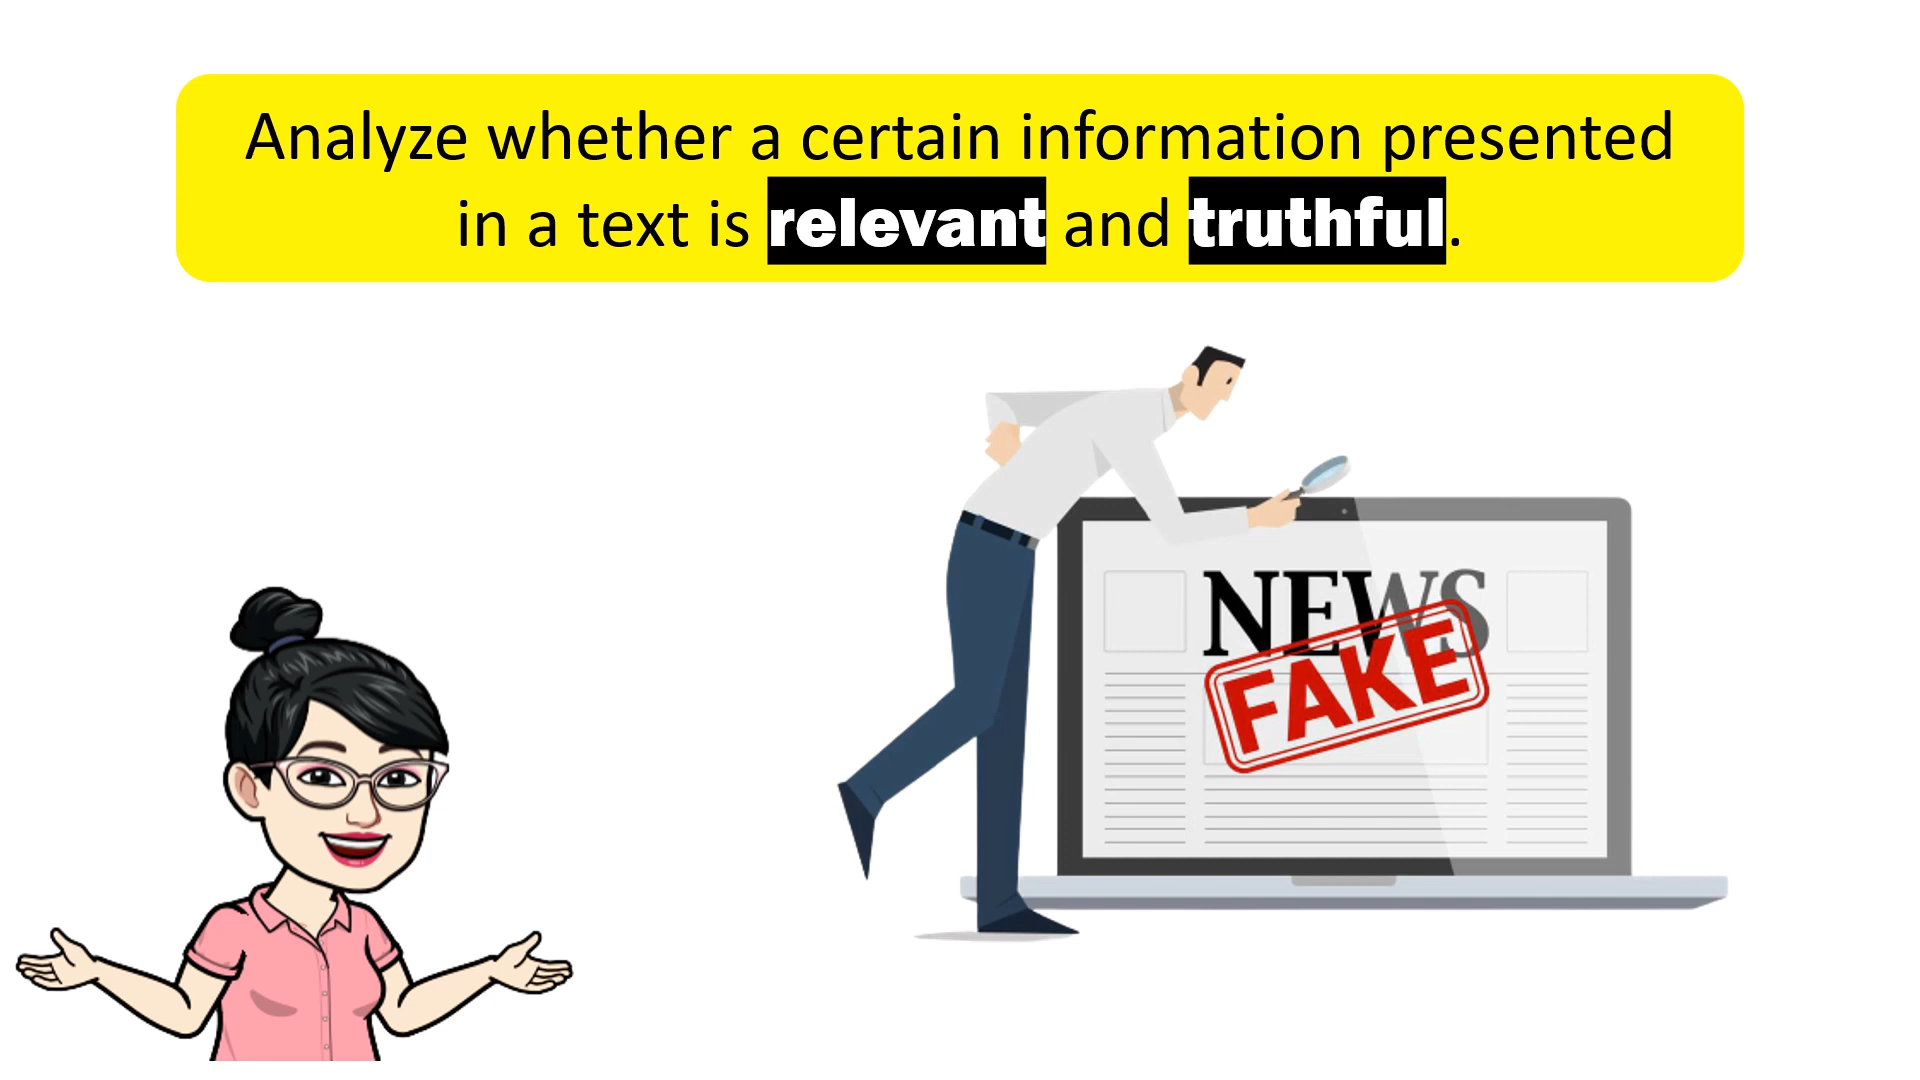 Analyze whether a certain information presented
in a text is relevant and truthful.
NEWS
FAKE